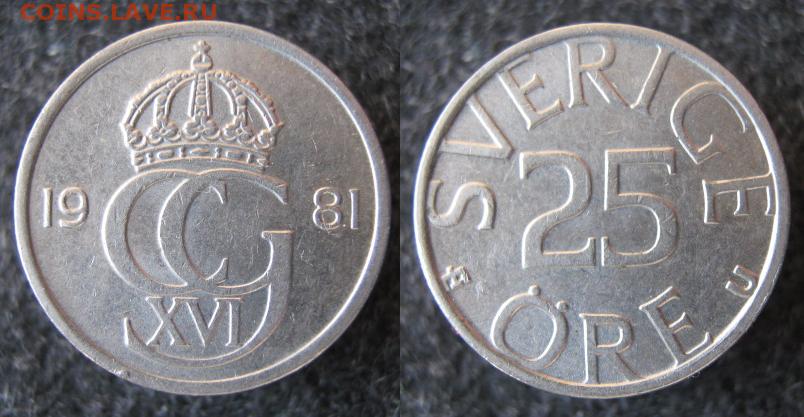 COINS.LAVE.RU
19 CG 81
XVI
SVERIGE
25
ÖRE
E U